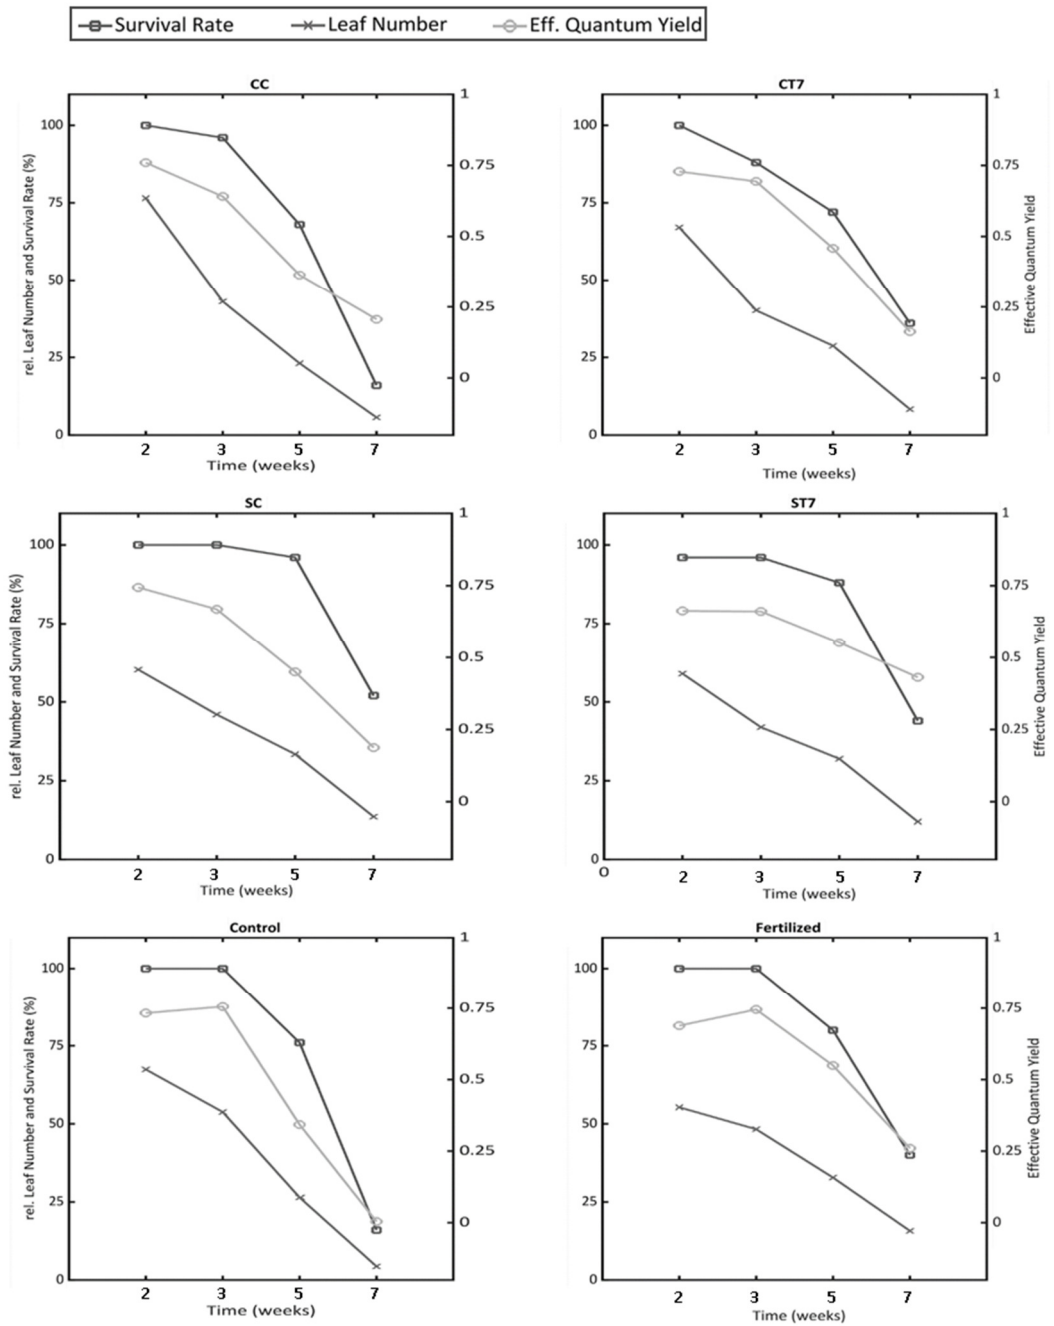 Survival Rate Leaf Number Eff. Quantum Yield
CC
rel. Leaf Number and Survival Rate (%)
100
75
50
25
0
1
0.75
0.5
0.25
0
2 3 5 7
Time (weeks)
CT7
100
75
50
25
0
1
0.75
0.5
0.25
0
Effective Quantum Yield
2 3 5 7
Time (weeks)
SC
rel. Leaf Number and Survival Rate (%)
100
75
50
25
0
1
0.75
0.5
0.25
0
2 3 5 7
Time (weeks)
ST7
100
75
50
25
0
1
0.75
0.5
0.25
0
Effective Quantum Yield
0 2 3 5 7
Time (weeks)
Control
rel. Leaf Number and Survival Rate (%)
100
75
50
25
0
1
0.75
0.5
0.25
0
2 3 5 7
Time (weeks)
Fertilized
100
75
50
25
0
1
0.75
0.5
0.25
0
Effective Quantum Yield
2 3 5 7
Time (weeks)